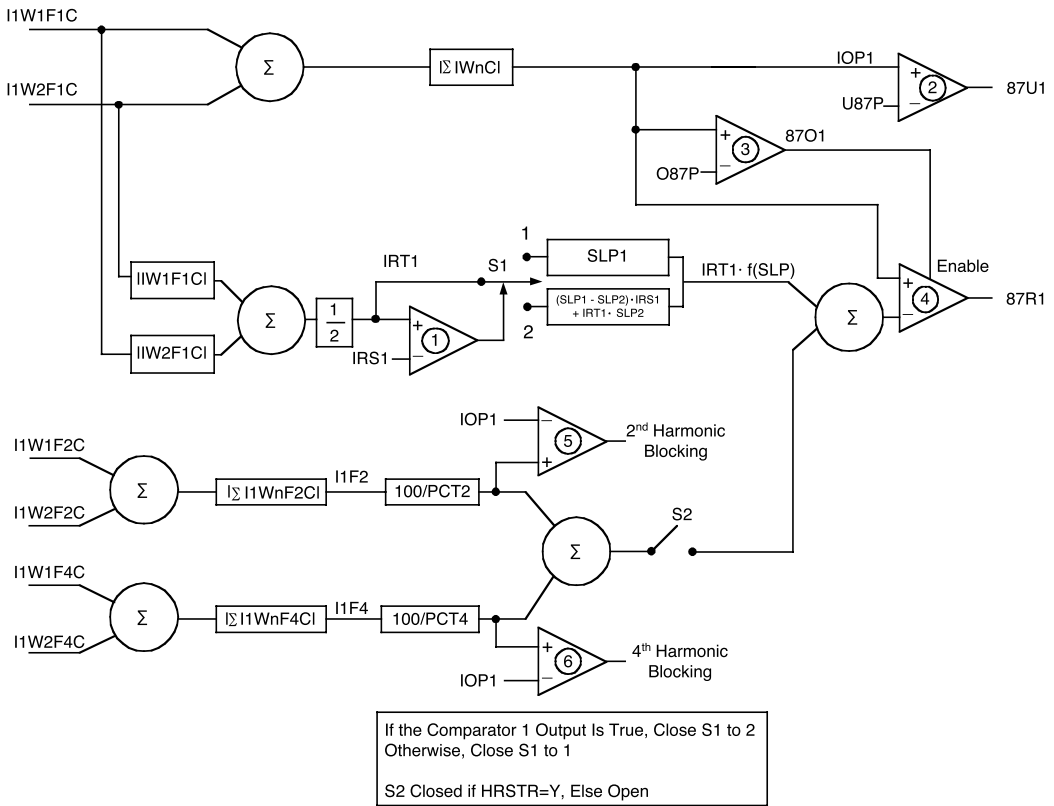 I1W1F1C
I1W2F1C
Σ
|Σ IWnC|
IOP1
U87P
+
−
2
87U1
+
−
3
O87P
87O1
|IW1F1C|
|IW2F1C|
Σ
1
2
IRT1
IRS1
+
−
1
S1
1
2
SLP1
(SLP1 - SLP2)·IRS1
+ IRT1· SLP2
IRT1· f(SLP)
Σ
Enable
+
−
4
87R1
I1W1F2C
I1W2F2C
Σ
|Σ I1WnF2C|
I1F2
100/PCT2
IOP1
−
+
5
2nd Harmonic
Blocking
Σ
S2
I1W1F4C
I1W2F4C
Σ
|Σ I1WnF4C|
I1F4
100/PCT4
IOP1
+
−
6
4th Harmonic
Blocking
If the Comparator 1 Output Is True, Close S1 to 2
Otherwise, Close S1 to 1
S2 Closed if HRSTR=Y, Else Open